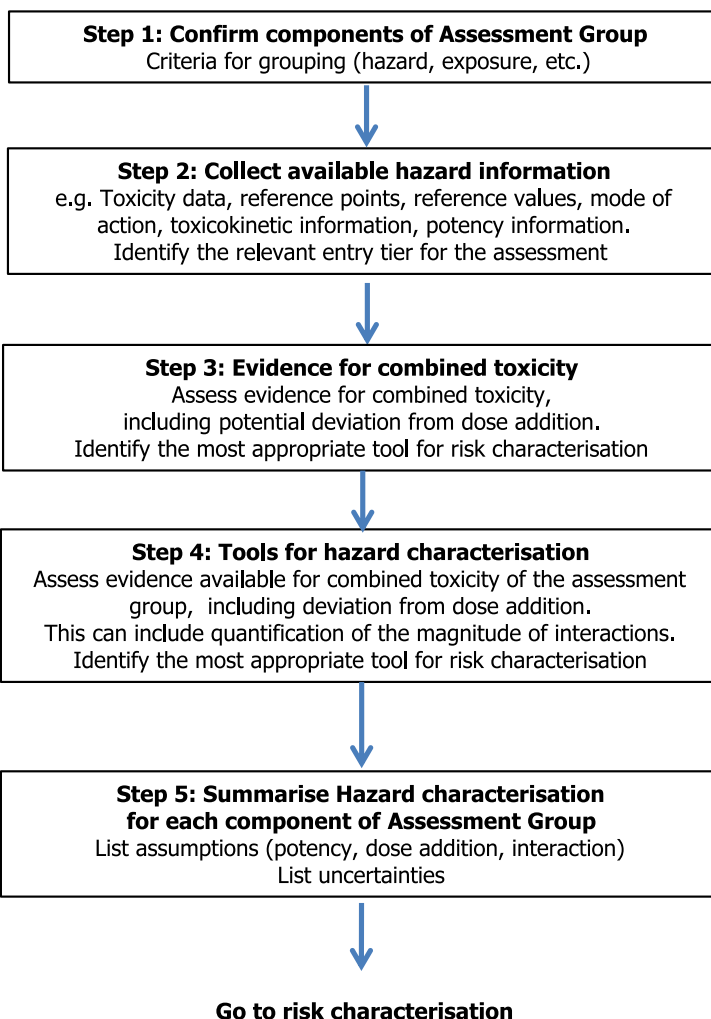 Step 1: Confirm components of Assessment Group
Criteria for grouping (hazard, exposure, etc.)
Step 2: Collect available hazard information
e.g. Toxicity data, reference points, reference values, mode of
action, toxicokinetic information, potency information.
Identify the relevant entry tier for the assessment
Step 3: Evidence for combined toxicity
Assess evidence for combined toxicity,
including potential deviation from dose addition.
Identify the most appropriate tool for risk characterisation
Step 4: Tools for hazard characterisation
Assess evidence available for combined toxicity of the assessment
group, including deviation from dose addition.
This can include quantification of the magnitude of interactions.
Identify the most appropriate tool for risk characterisation
Step 5: Summarise Hazard characterisation
for each component of Assessment Group
List assumptions (potency, dose addition, interaction)
List uncertainties
Go to risk characterisation